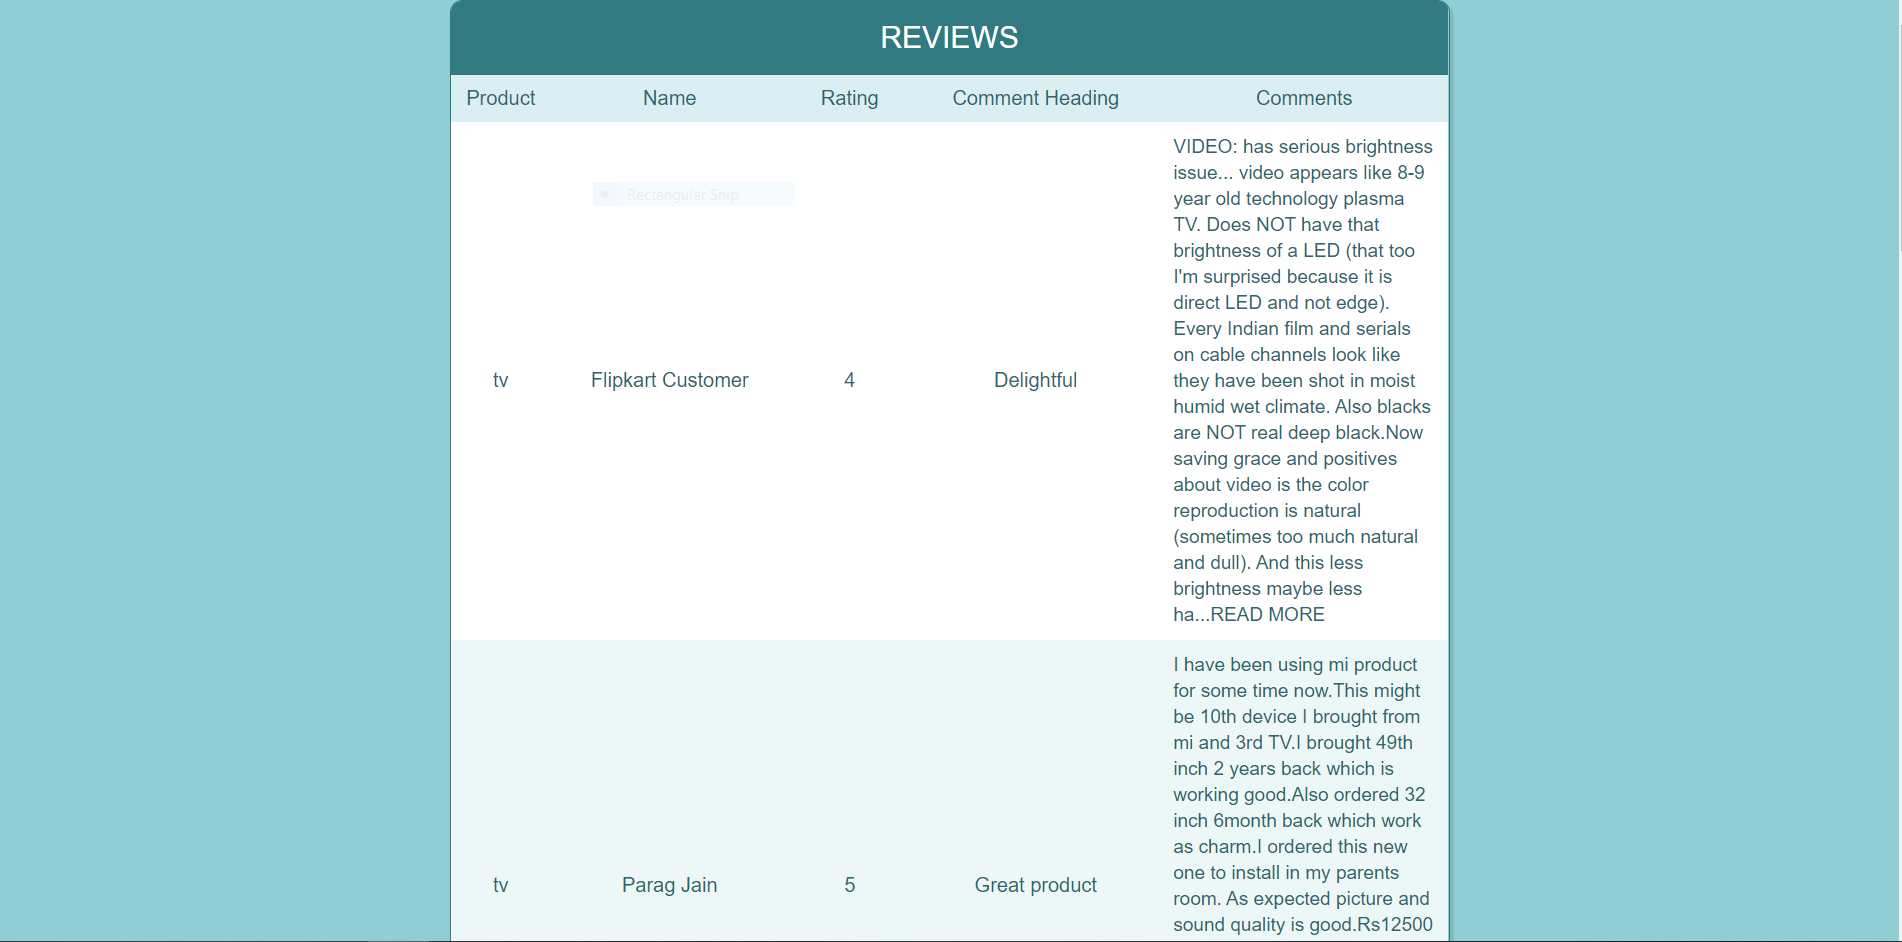 REVIEWS
Product Name Rating Comment Heading Comments
Rectangular Snip
tv Flipkart Customer 4 Delightful
VIDEO: has serious brightness
issue... video appears like 8-9
year old technology plasma
TV. Does NOT have that
brightness of a LED (that too
I'm surprised because it is
direct LED and not edge).
Every Indian film and serials
on cable channels look like
they have been shot in moist
humid wet climate. Also blacks
are NOT real deep black.Now
saving grace and positives
about video is the color
reproduction is natural
(sometimes too much natural
and dull). And this less
brightness maybe less
ha...READ MORE
tv Parag Jain 5 Great product
I have been using mi product
for some time now.This might
be 10th device I brought from
mi and 3rd TV.I brought 49th
inch 2 years back which is
working good.Also ordered 32
inch 6month back which work
as charm.I ordered this new
one to install in my parents
room. As expected picture and
sound quality is good.Rs12500